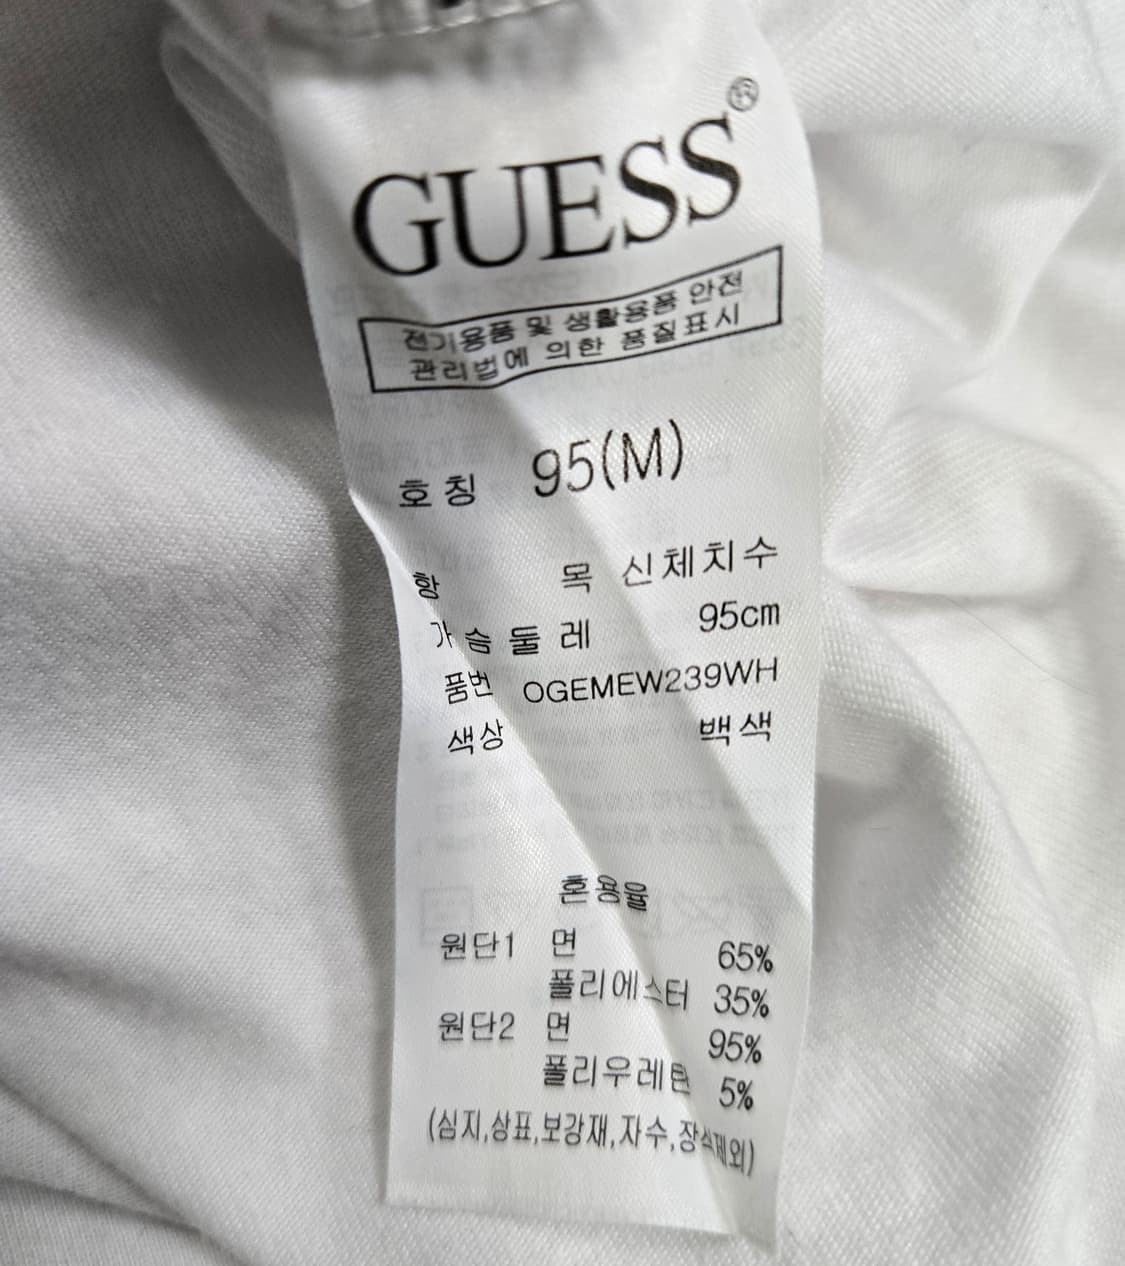 GUESS®
전기용품 및 생활용품 안전
관리법에 의한 품질표시
호칭 95(M)
항 목 신체치수
가슴둘레 95cm
품번 OGEMEW239WH
색상 백색
혼용율
원단1 면 65%
폴리에스터 35%
원단2 면 95%
폴리우레탄 5%
(심지,상표,보강재,자수,장식제외)